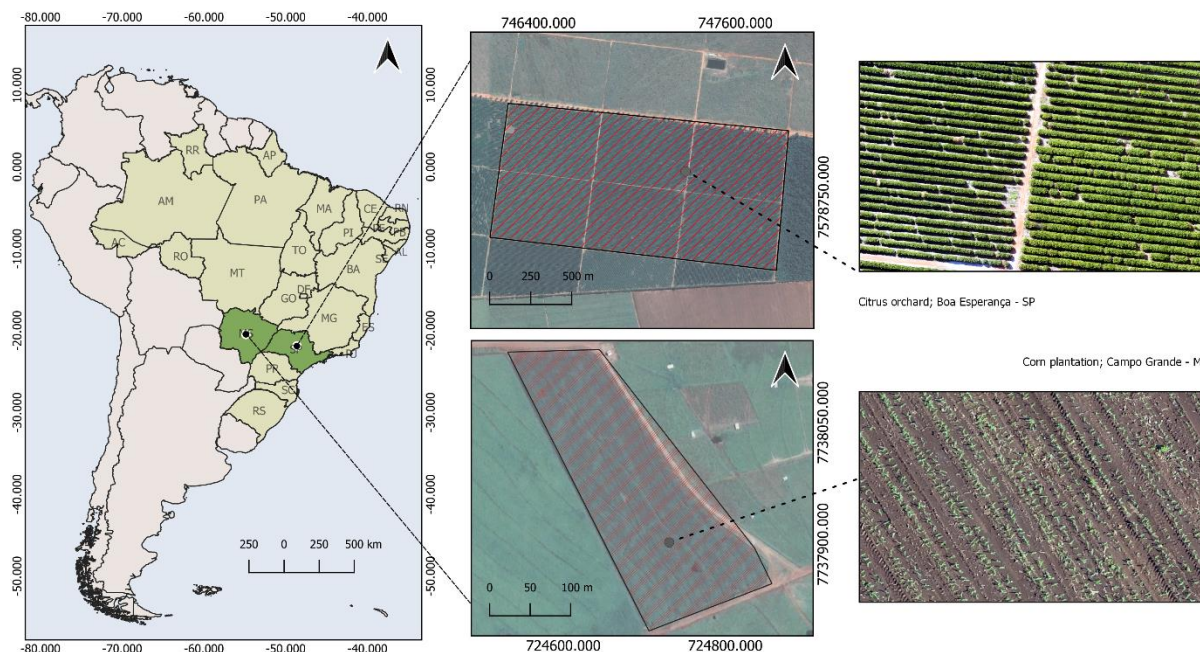 -80.000 -70.000 -60.000 -50.000 -40.000
10.000 10.000
0.000 0.000
-10.000 -10.000
-20.000 -20.000
-30.000 -30.000
-40.000 -40.000
-50.000 -50.000
RR AP
AM PA MA CE RN
PI PB
AC AL
RO TO SE
MT BA
DF
GO
MG
ES
MS
SP RJ
PR
SC
RS
250 0 250 500 km
-80.000 -70.000 -60.000 -50.000 -40.000
746400.000 747600.000
7578750.000
0 250 500 m
Citrus orchard; Boa Esperança - SP
7738050.000
7737900.000
0 50 100 m
724600.000 724800.000
Corn plantation; Campo Grande - M